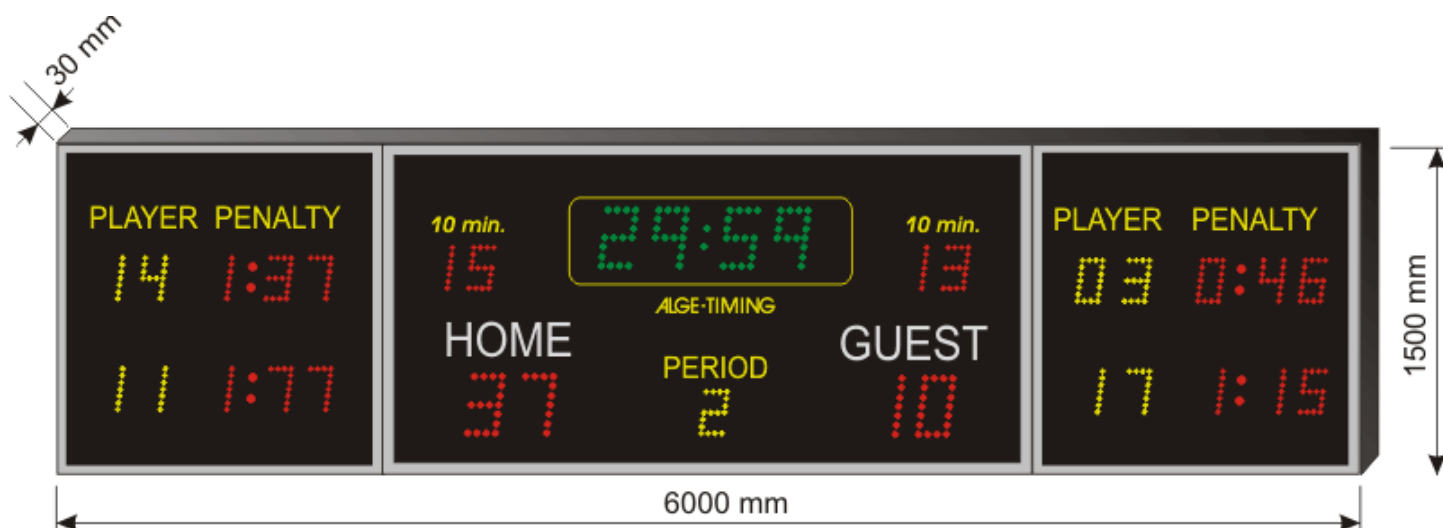 30 mm
PLAYER PENALTY
14 1:37
11 1:77
10 min.
15
29:59
10 min.
13
ALGE-TIMING
HOME
37
PERIOD
2
GUEST
10
PLAYER PENALTY
03 0:46
17 1:15
1500 mm
6000 mm